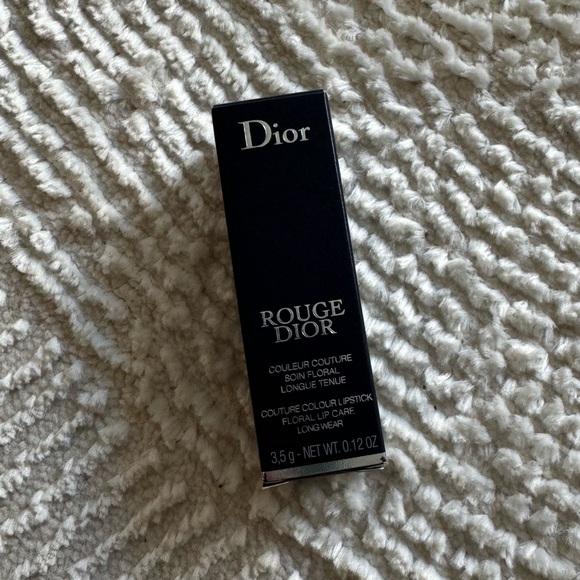 Dior
ROUGE
DIOR
COULEUR COUTURE
SOIN FLORAL
LONGUE TENUE
COUTURE COLOUR LIPSTICK
FLORAL LIP CARE
LONG WEAR
3,5 g - NET WT. 0.12 OZ